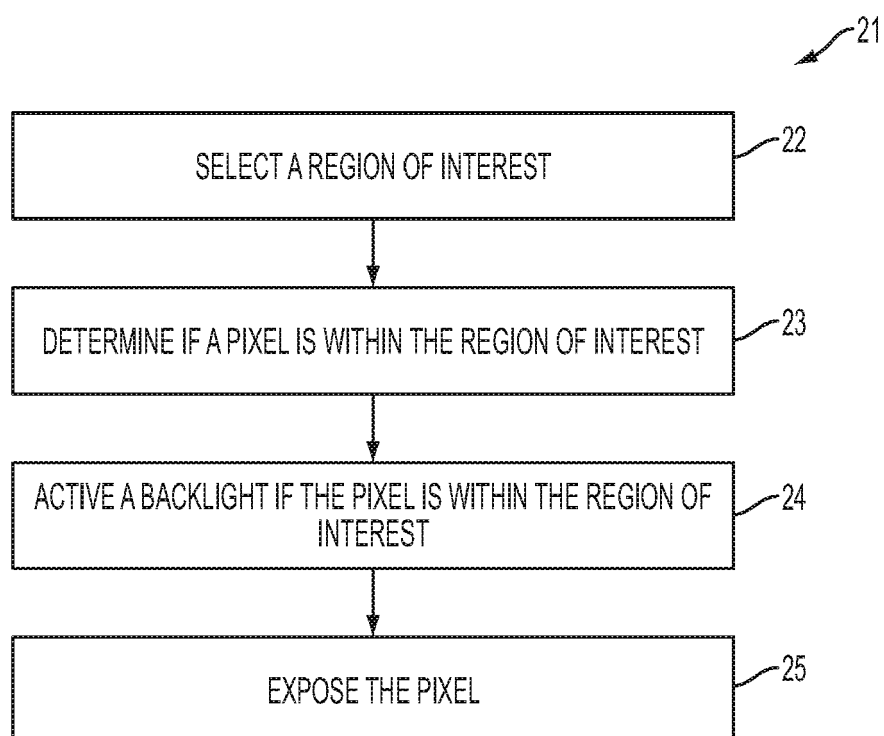 21
SELECT A REGION OF INTEREST
22
DETERMINE IF A PIXEL IS WITHIN THE REGION OF INTEREST
23
ACTIVE A BACKLIGHT IF THE PIXEL IS WITHIN THE REGION OF
INTEREST
24
EXPOSE THE PIXEL
25